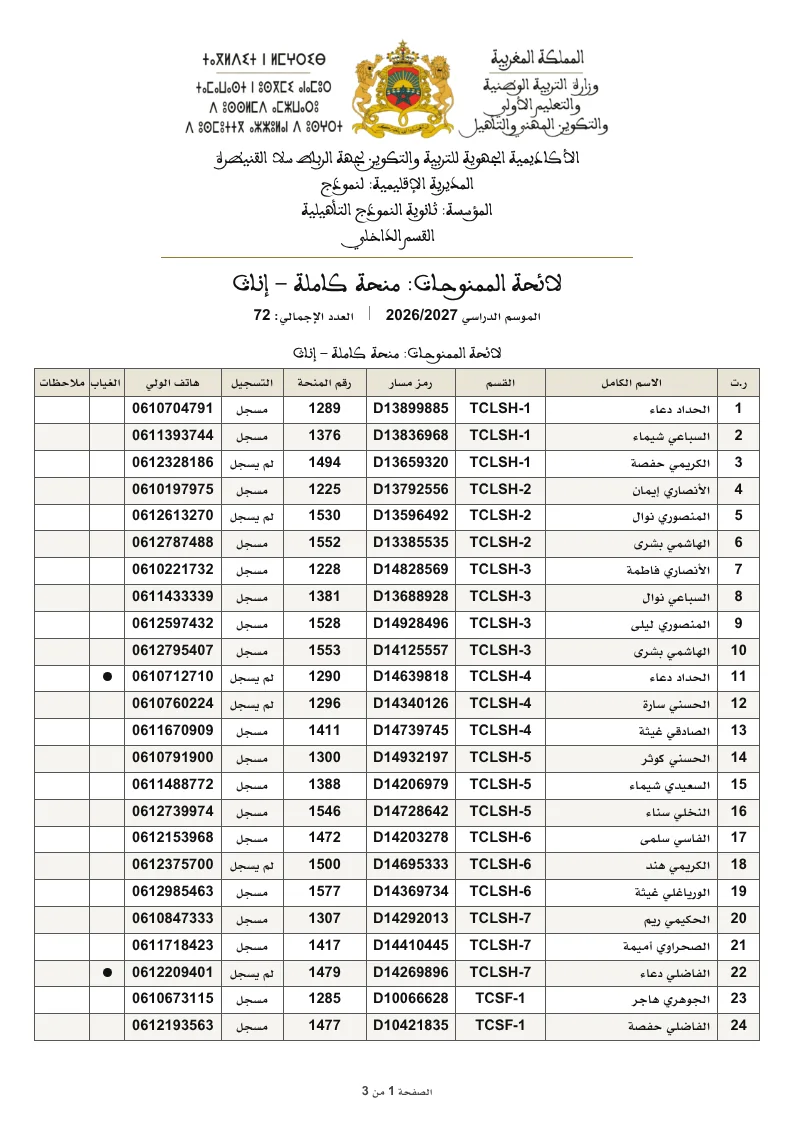 المملكة المغربية
وزارة التربية الوطنية
والتعليم الأولي
والتكوين المهني والتأهيل
ⵜⴰⴳⵍⴷⵉⵜ ⵏ ⵍⵎⵖⵔⵉⴱ
الأكاديمية الجهوية للتربية والتكوين لجهة الرباط سلا القنيطرة
المديرية الإقليمية: لنموذج
المؤسسة: ثانوية النموذج التأهيلية
القسم الداخلي
لائحة الممنوحات: منحة كاملة – إناث
الموسم الدراسي 2026/2027 | العدد الإجمالي: 72
لائحة الممنوحات: منحة كاملة – إناث
ر.ت الاسم الكامل القسم رمز مسار رقم المنحة التسجيل هاتف الولي الغياب ملاحظات
1 الحداد دعاء TCLSH-1 D13899885 1289 مسجل 0610704791
2 السباعي شيماء TCLSH-1 D13836968 1376 مسجل 0611393744
3 الكريمي حفصة TCLSH-1 D13659320 1494 لم يسجل 0612328186
4 الأنصاري إيمان TCLSH-2 D13792556 1225 مسجل 0610197975
5 المنصوري نوال TCLSH-2 D13596492 1530 لم يسجل 0612613270
6 الهاشمي بشرى TCLSH-2 D13385535 1552 مسجل 0612787488
7 الأنصاري فاطمة TCLSH-3 D14828569 1228 مسجل 0610221732
8 السباعي نوال TCLSH-3 D13688928 1381 مسجل 0611433339
9 المنصوري ليلى TCLSH-3 D14928496 1528 مسجل 0612597432
10 الهاشمي بشرى TCLSH-3 D14125557 1553 مسجل 0612795407
11 الحداد دعاء TCLSH-4 D14639818 1290 لم يسجل 0610712710 ●
12 الحسني سارة TCLSH-4 D14340126 1296 لم يسجل 0610760224
13 الصادقي غيثة TCLSH-4 D14739745 1411 مسجل 0611670909
14 الحسني كوثر TCLSH-5 D14932197 1300 مسجل 0610791900
15 السعيدي شيماء TCLSH-5 D14206979 1388 مسجل 0611488772
16 النخلي سناء TCLSH-5 D14728642 1546 مسجل 0612739974
17 الفاسي سلمى TCLSH-6 D14203278 1472 مسجل 0612153968
18 الكريمي هند TCLSH-6 D14695333 1500 لم يسجل 0612375700
19 الورياغلي غيثة TCLSH-6 D14369734 1577 مسجل 0612985463
20 الحكيمي ريم TCLSH-7 D14292013 1307 مسجل 0610847333
21 الصحراوي أميمة TCLSH-7 D14410445 1417 مسجل 0611718423
22 الفاضلي دعاء TCLSH-7 D14269896 1479 لم يسجل 0612209401 ●
23 الجوهري هاجر TCSF-1 D10066628 1285 مسجل 0610673115
24 الفاضلي حفصة TCSF-1 D10421835 1477 مسجل 0612193563
الصفحة 1 من 3